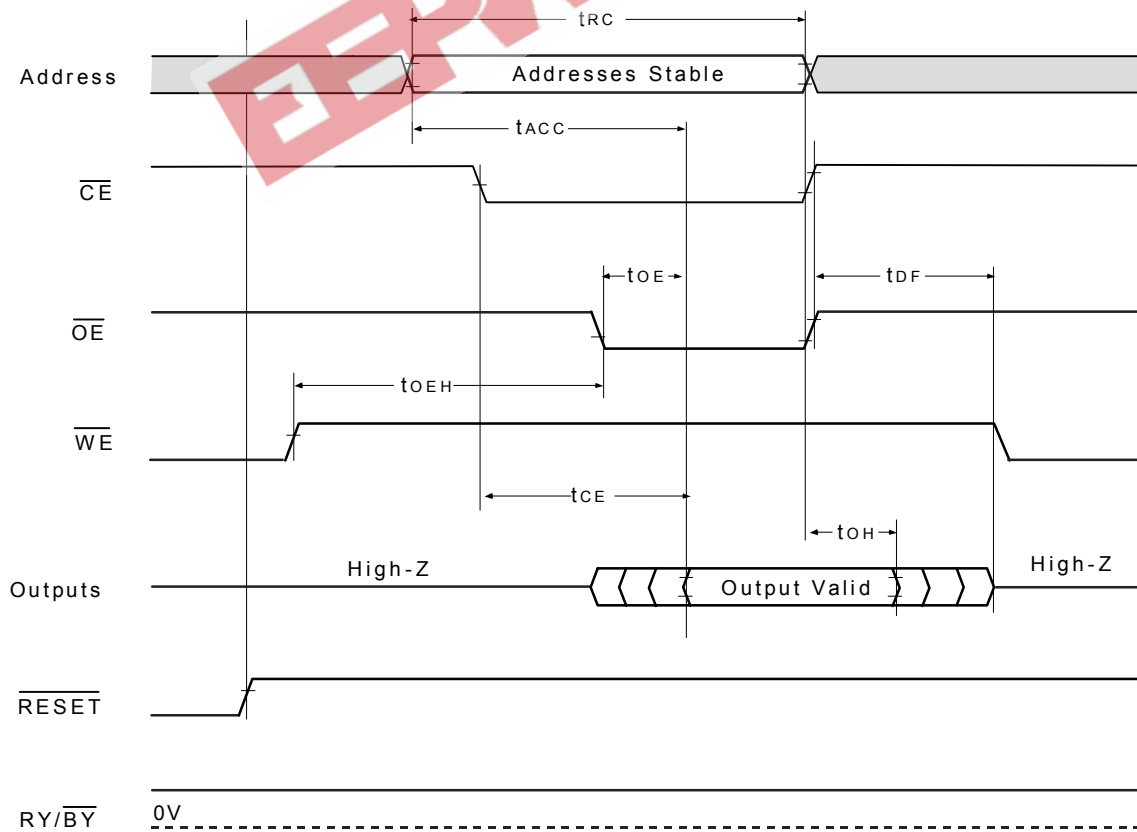 tRC
Address
Addresses Stable
tACC
CE
tOE
tDF
OE
tOEH
WE
tCE
tOH
High-Z
High-Z
Outputs
Output Valid
RESET
0V
RY/BY